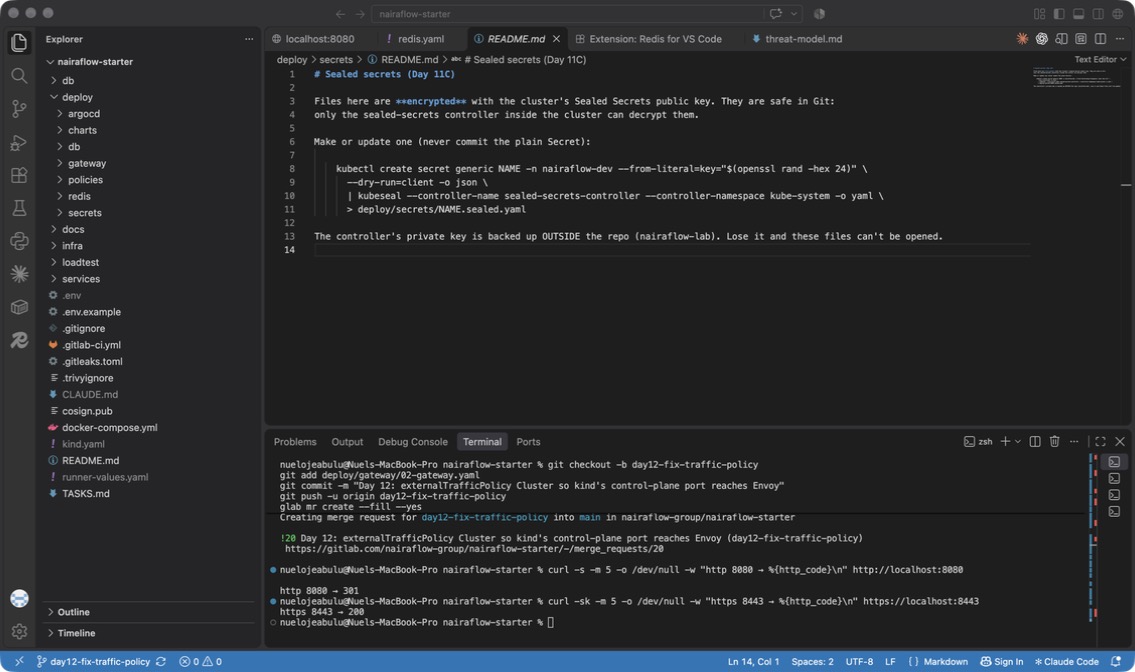 nairaflow-starter
Explorer
nairaflow-starter
db
deploy
argocd
charts
db
gateway
policies
redis
secrets
docs
infra
loadtest
services
.env
.env.example
.gitignore
.gitlab-ci.yml
.gitleaks.toml
.trivyignore
CLAUDE.md
cosign.pub
docker-compose.yml
kind.yaml
README.md
runner-values.yaml
TASKS.md
Outline
Timeline
localhost:8080
! redis.yaml
README.md
Extension: Redis for VS Code
threat-model.md
deploy > secrets > README.md > abc # Sealed secrets (Day 11C)
Text Editor
1 # Sealed secrets (Day 11C)
2
3 Files here are **encrypted** with the cluster's Sealed Secrets public key. They are safe in Git:
4 only the sealed-secrets controller inside the cluster can decrypt them.
5
6 Make or update one (never commit the plain Secret):
7
8 kubectl create secret generic NAME -n nairaflow-dev --from-literal=key="$(openssl rand -hex 24)" \
9 --dry-run=client -o json \
10 | kubeseal --controller-name sealed-secrets-controller --controller-namespace kube-system -o yaml \
11 > deploy/secrets/NAME.sealed.yaml
12
13 The controller's private key is backed up OUTSIDE the repo (nairaflow-lab). Lose it and these files can't be opened.
14
Problems Output Debug Console Terminal Ports
zsh
nuelojeabulu@Nuels-MacBook-Pro nairaflow-starter % git checkout -b day12-fix-traffic-policy
git add deploy/gateway/02-gateway.yaml
git commit -m "Day 12: externalTrafficPolicy Cluster so kind's control-plane port reaches Envoy"
git push -u origin day12-fix-traffic-policy
glab mr create --fill --yes
Creating merge request for day12-fix-traffic-policy into main in nairaflow-group/nairaflow-starter
!20 Day 12: externalTrafficPolicy Cluster so kind's control-plane port reaches Envoy (day12-fix-traffic-policy)
https://gitlab.com/nairaflow-group/nairaflow-starter/-/merge_requests/20
nuelojeabulu@Nuels-MacBook-Pro nairaflow-starter % curl -s -m 5 -o /dev/null -w "http 8080 → %{http_code}\n" http://localhost:8080
http 8080 → 301
nuelojeabulu@Nuels-MacBook-Pro nairaflow-starter % curl -sk -m 5 -o /dev/null -w "https 8443 → %{http_code}\n" https://localhost:8443
https 8443 → 200
nuelojeabulu@Nuels-MacBook-Pro nairaflow-starter %
day12-fix-traffic-policy 0 0
Ln 14, Col 1 Spaces: 2 UTF-8 LF {} Markdown Sign In Claude Code